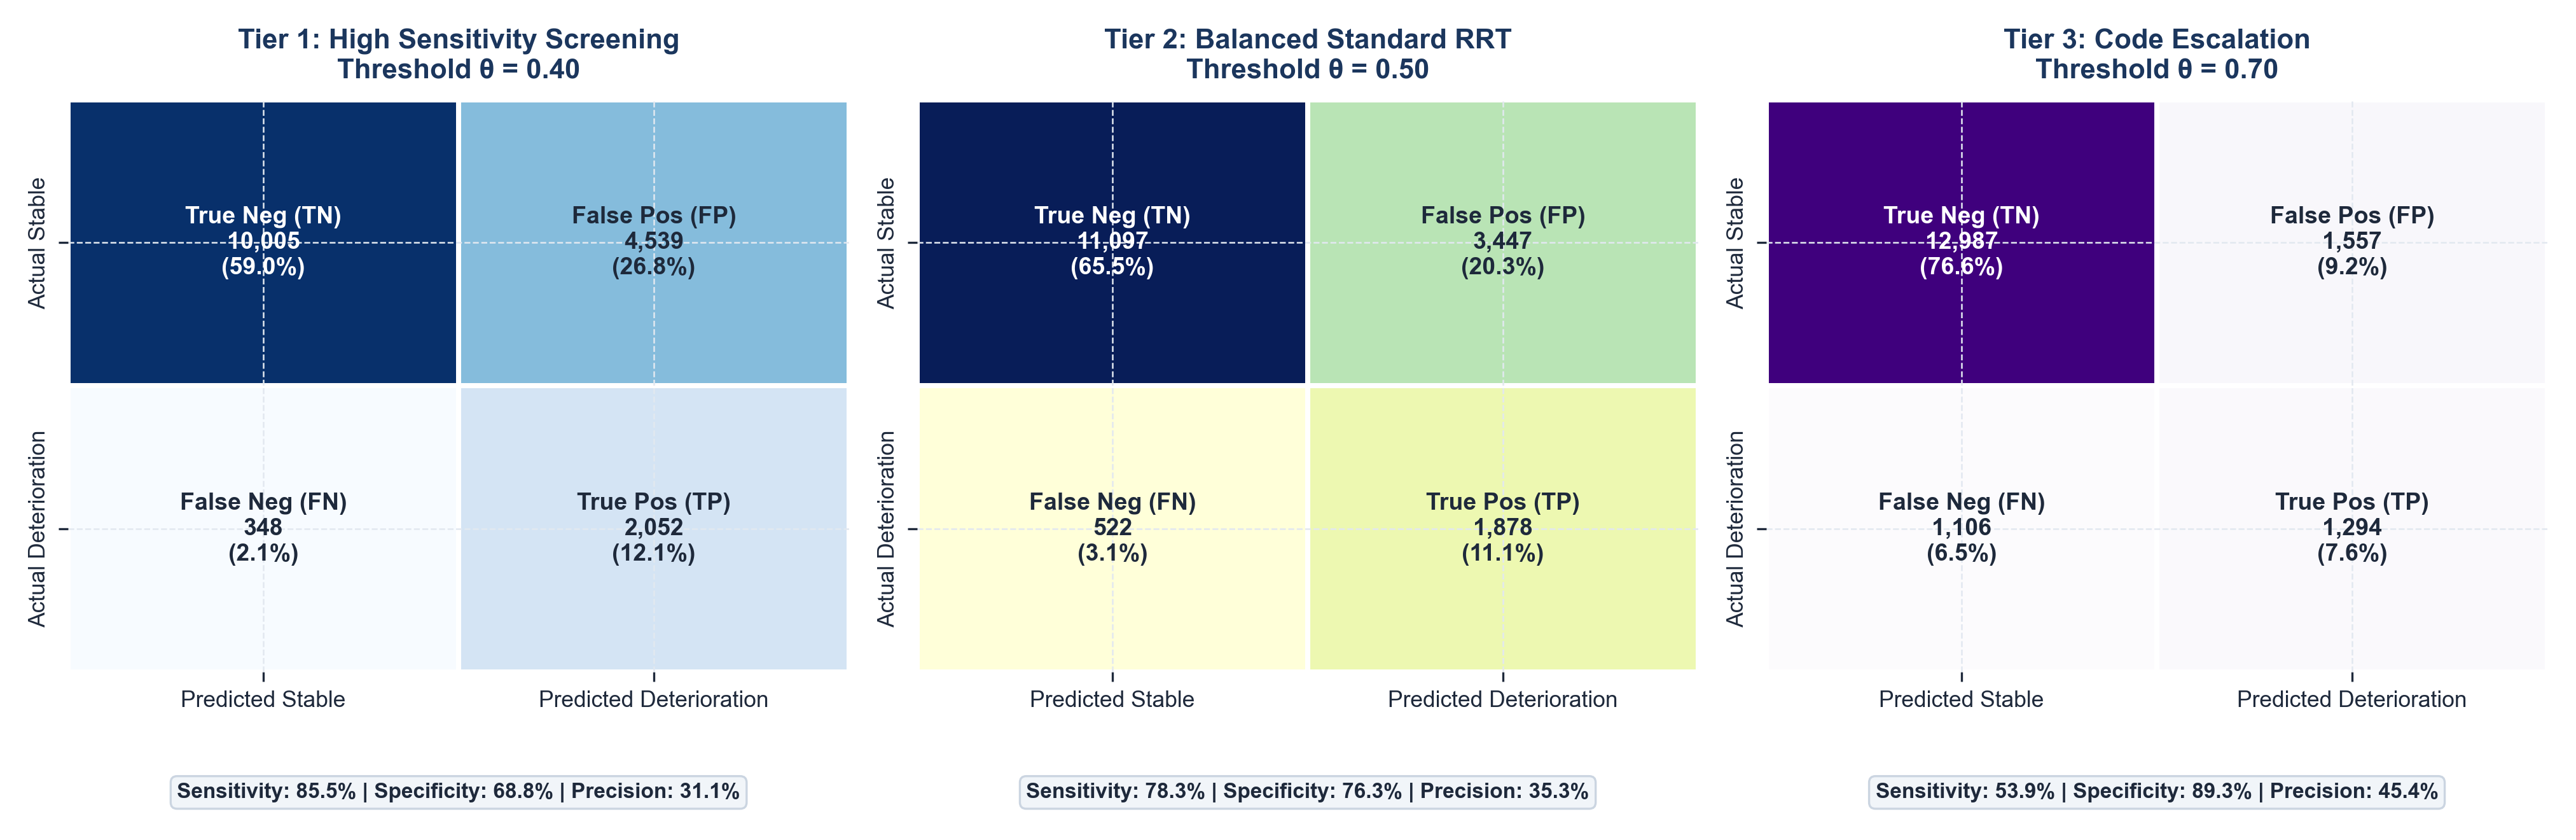 Tier 1: High Sensitivity Screening
Threshold θ = 0.40
Actual Stable
Actual Deterioration
True Neg (TN)
10,005
(59.0%)
False Pos (FP)
4,539
(26.8%)
False Neg (FN)
348
(2.1%)
True Pos (TP)
2,052
(12.1%)
Predicted Stable
Predicted Deterioration
Sensitivity: 85.5% | Specificity: 68.8% | Precision: 31.1%
Tier 2: Balanced Standard RRT
Threshold θ = 0.50
Actual Stable
Actual Deterioration
True Neg (TN)
11,097
(65.5%)
False Pos (FP)
3,447
(20.3%)
False Neg (FN)
522
(3.1%)
True Pos (TP)
1,878
(11.1%)
Predicted Stable
Predicted Deterioration
Sensitivity: 78.3% | Specificity: 76.3% | Precision: 35.3%
Tier 3: Code Escalation
Threshold θ = 0.70
Actual Stable
Actual Deterioration
True Neg (TN)
12,987
(76.6%)
False Pos (FP)
1,557
(9.2%)
False Neg (FN)
1,106
(6.5%)
True Pos (TP)
1,294
(7.6%)
Predicted Stable
Predicted Deterioration
Sensitivity: 53.9% | Specificity: 89.3% | Precision: 45.4%